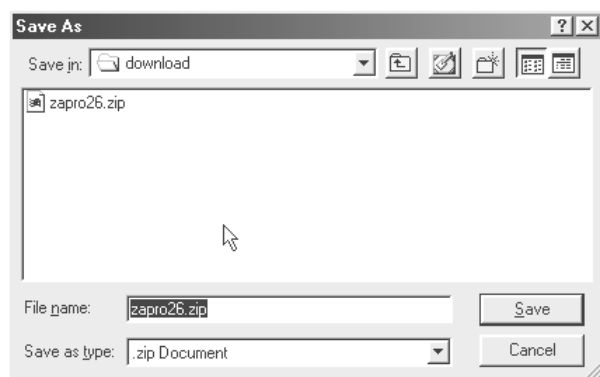 Save As
Save in: download
zapro26.zip
File name: zapro26.zip Save
Save as type: .zip Document Cancel